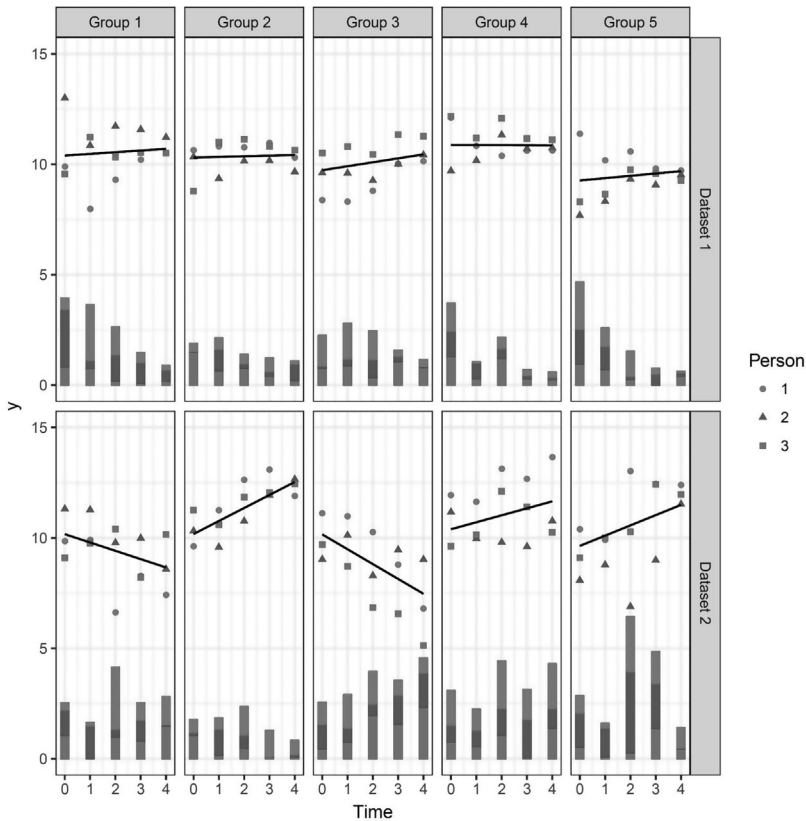 Group 1 Group 2 Group 3 Group 4 Group 5
15
10
5
0
Dataset 1
y
Person
1
2
3
15
10
5
0
Dataset 2
0 1 2 3 4 0 1 2 3 4 0 1 2 3 4 0 1 2 3 4 0 1 2 3 4
Time